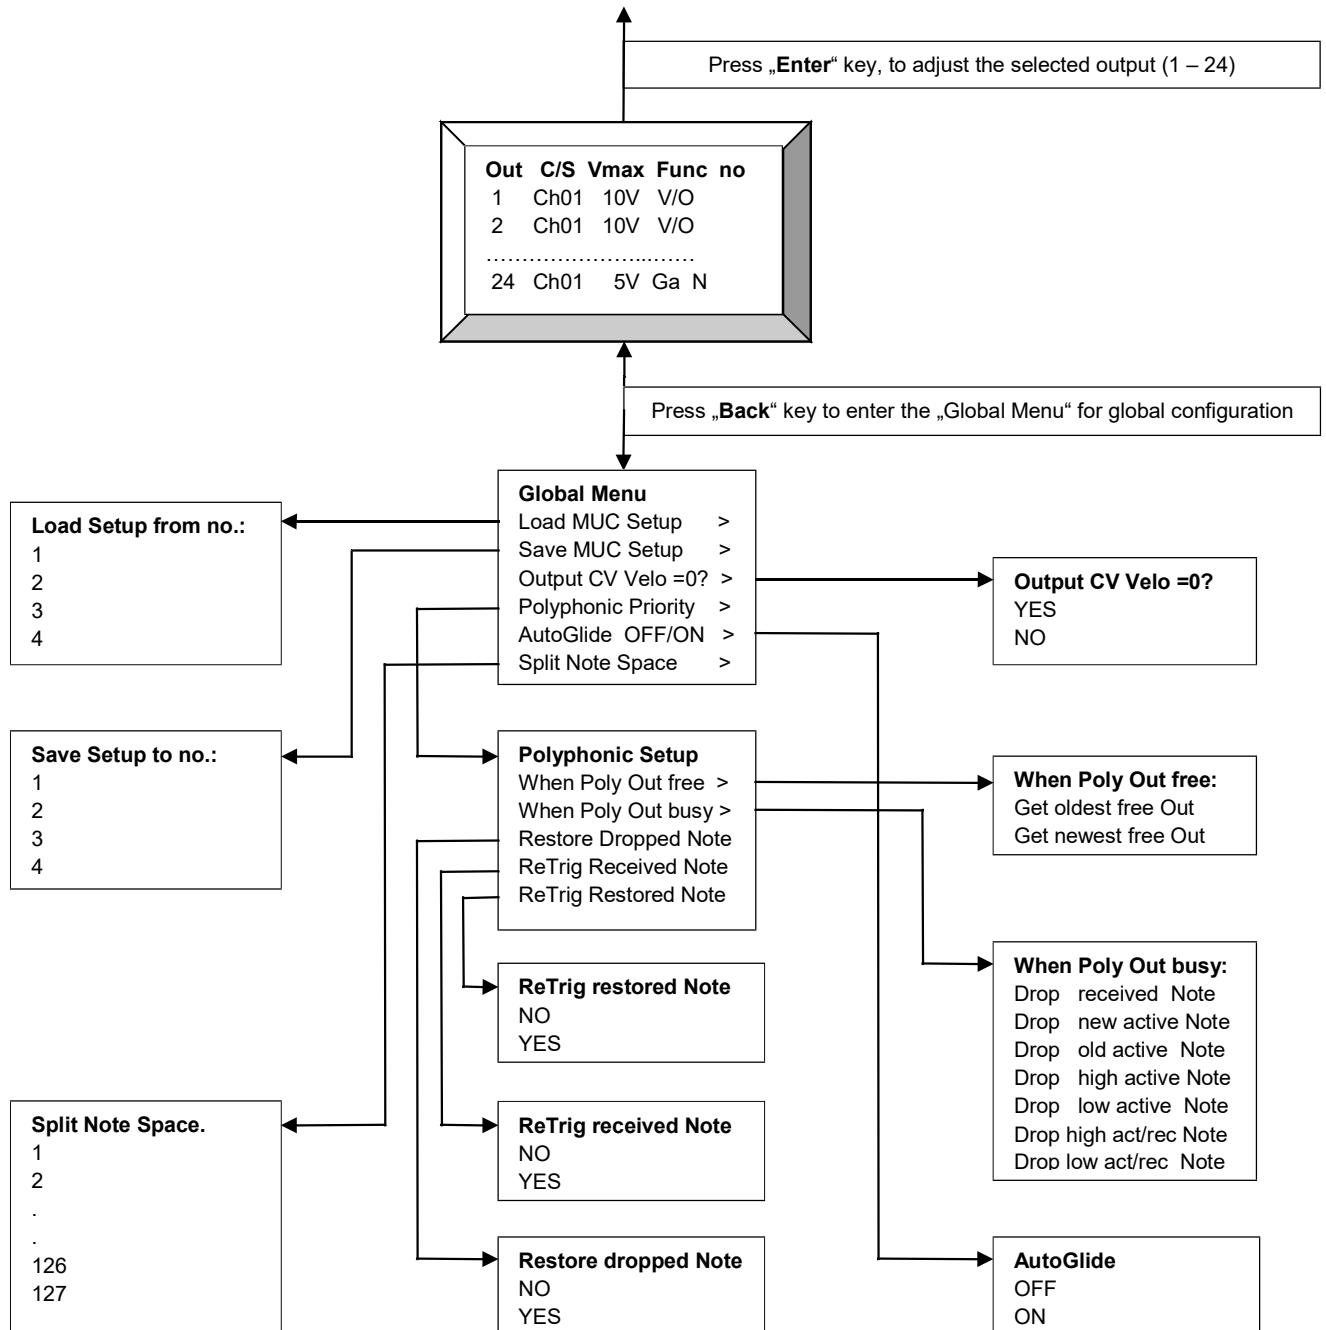 Press „Enter“ key, to adjust the selected output (1 – 24)
Out C/S Vmax Func no
1 Ch01 10V V/O
2 Ch01 10V V/O
…………………...……
24 Ch01 5V Ga N
Press „Back“ key to enter the „Global Menu“ for global configuration
Global Menu
Load MUC Setup >
Save MUC Setup >
Output CV Velo =0? >
Polyphonic Priority >
AutoGlide OFF/ON >
Split Note Space >
Load Setup from no.:
1
2
3
4
Output CV Velo =0?
YES
NO
Save Setup to no.:
1
2
3
4
Polyphonic Setup
When Poly Out free >
When Poly Out busy >
Restore Dropped Note
ReTrig Received Note
ReTrig Restored Note
When Poly Out free:
Get oldest free Out
Get newest free Out
When Poly Out busy:
Drop received Note
Drop new active Note
Drop old active Note
Drop high active Note
Drop low active Note
Drop high act/rec Note
Drop low act/rec Note
ReTrig restored Note
NO
YES
Split Note Space.
1
2
.
.
126
127
ReTrig received Note
NO
YES
Restore dropped Note
NO
YES
AutoGlide
OFF
ON